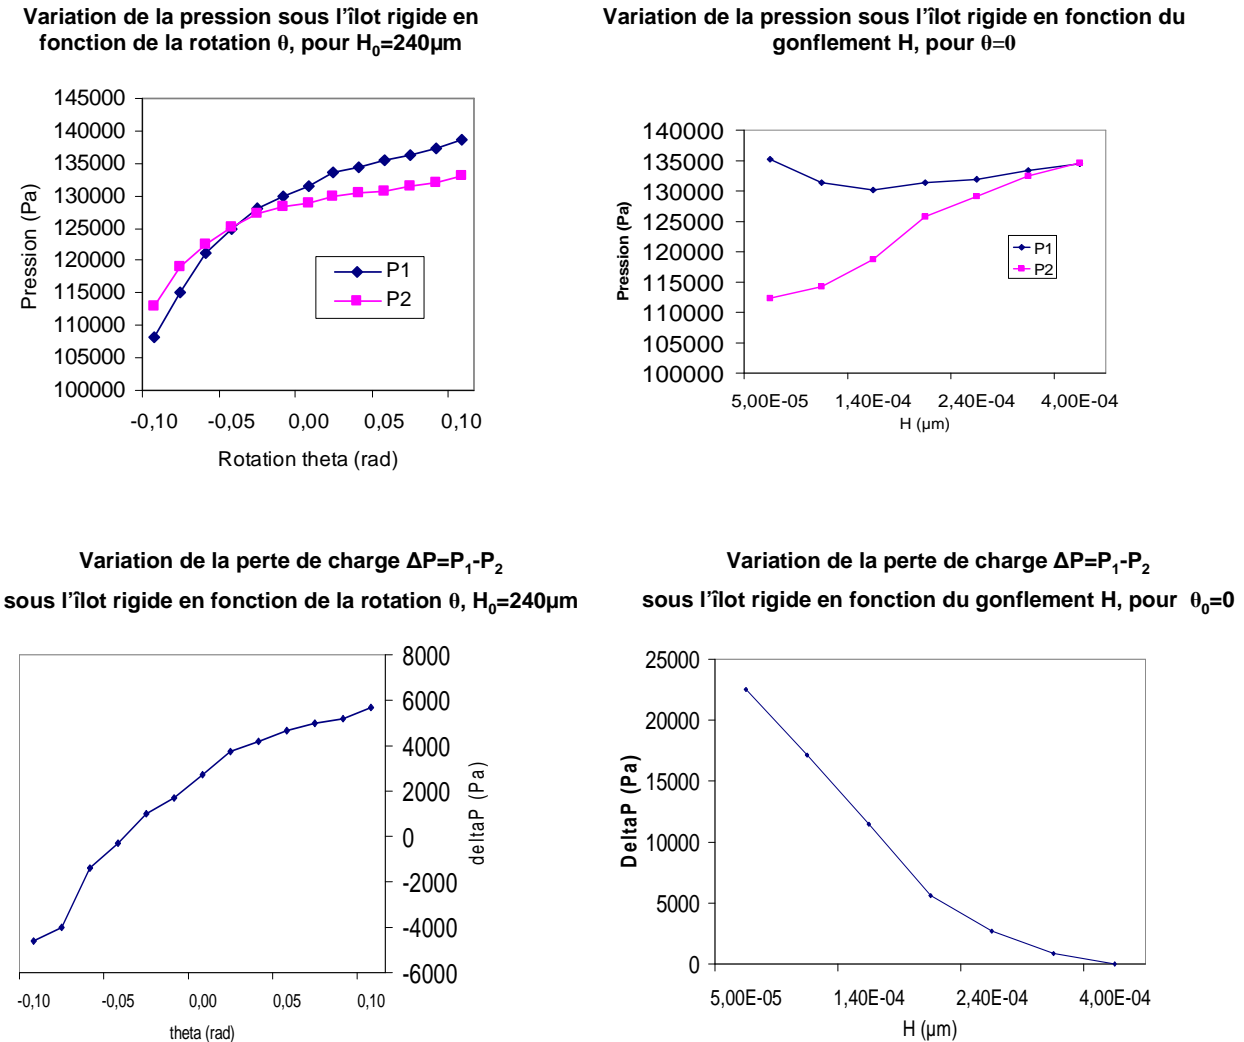 Variation de la pression sous l'îlot rigide en
fonction de la rotation θ, pour H0=240µm
145000
140000
135000
130000
125000
120000
115000
110000
105000
100000
Pression (Pa)
P1
P2
-0,10
-0,05
0,00
0,05
0,10
Rotation theta (rad)
Variation de la pression sous l'îlot rigide en fonction du
gonflement H, pour θ=0
140000
135000
130000
125000
120000
115000
110000
105000
100000
Pression (Pa)
P1
P2
5,00E-05
1,40E-04
2,40E-04
4,00E-04
H (µm)
Variation de la perte de charge ΔP=P1-P2
sous l'îlot rigide en fonction de la rotation θ, H0=240µm
8000
6000
4000
2000
0
-2000
-4000
-6000
deltaP (Pa)
-0,10
-0,05
0,00
0,05
0,10
theta (rad)
Variation de la perte de charge ΔP=P1-P2
sous l'îlot rigide en fonction du gonflement H, pour θ0=0
25000
20000
15000
10000
5000
0
DeltaP (Pa)
5,00E-05
1,40E-04
2,40E-04
4,00E-04
H (µm)